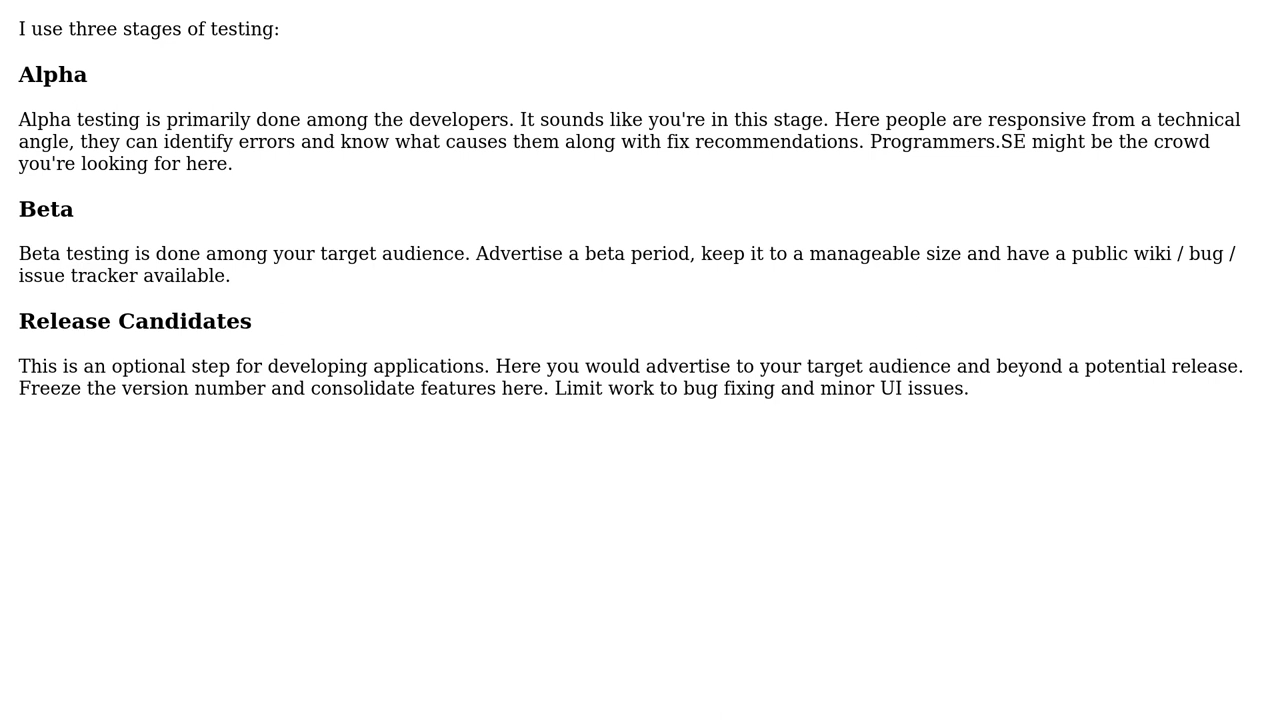 I use three stages of testing:
Alpha
Alpha testing is primarily done among the developers. It sounds like you're in this stage. Here people are responsive from a technical
angle, they can identify errors and know what causes them along with fix recommendations. Programmers.SE might be the crowd
you're looking for here.
Beta
Beta testing is done among your target audience. Advertise a beta period, keep it to a manageable size and have a public wiki / bug /
issue tracker available.
Release Candidates
This is an optional step for developing applications. Here you would advertise to your target audience and beyond a potential release.
Freeze the version number and consolidate features here. Limit work to bug fixing and minor UI issues.